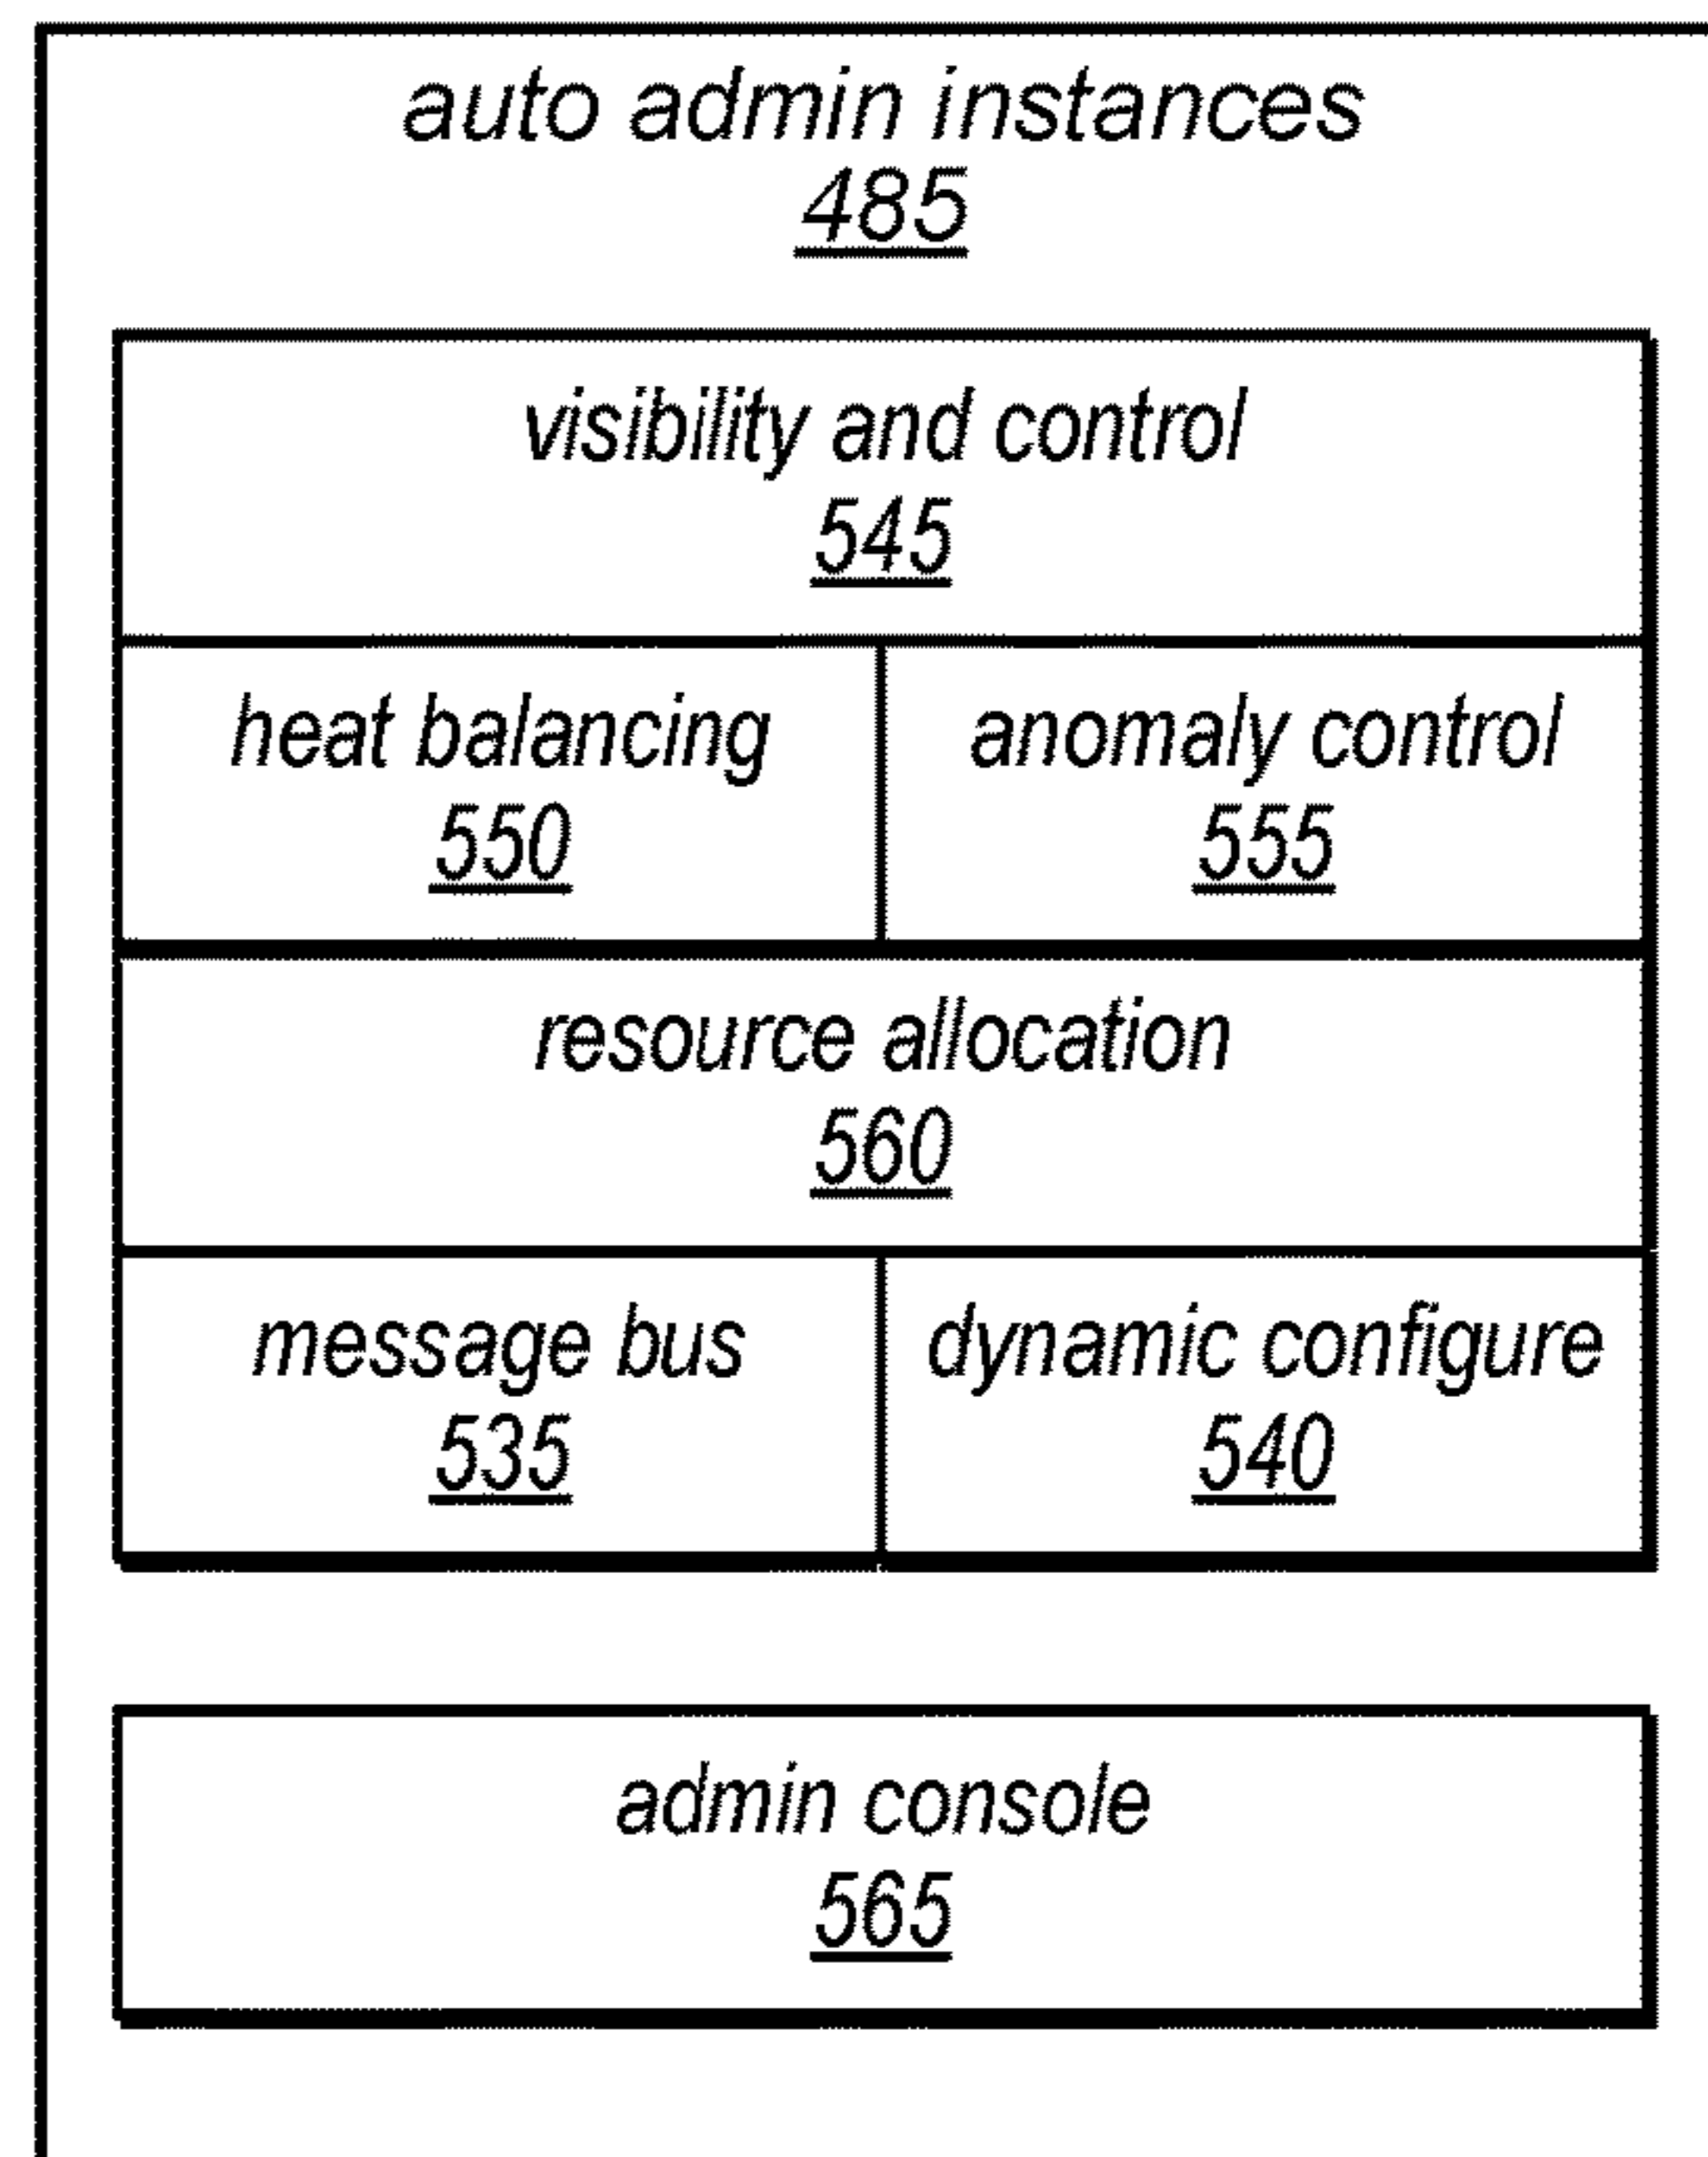 auto admin instances
485
visibility and control
545
heat balancing
550
anomaly control
555
resource allocation
560
message bus
535
dynamic configure
540
admin console
565